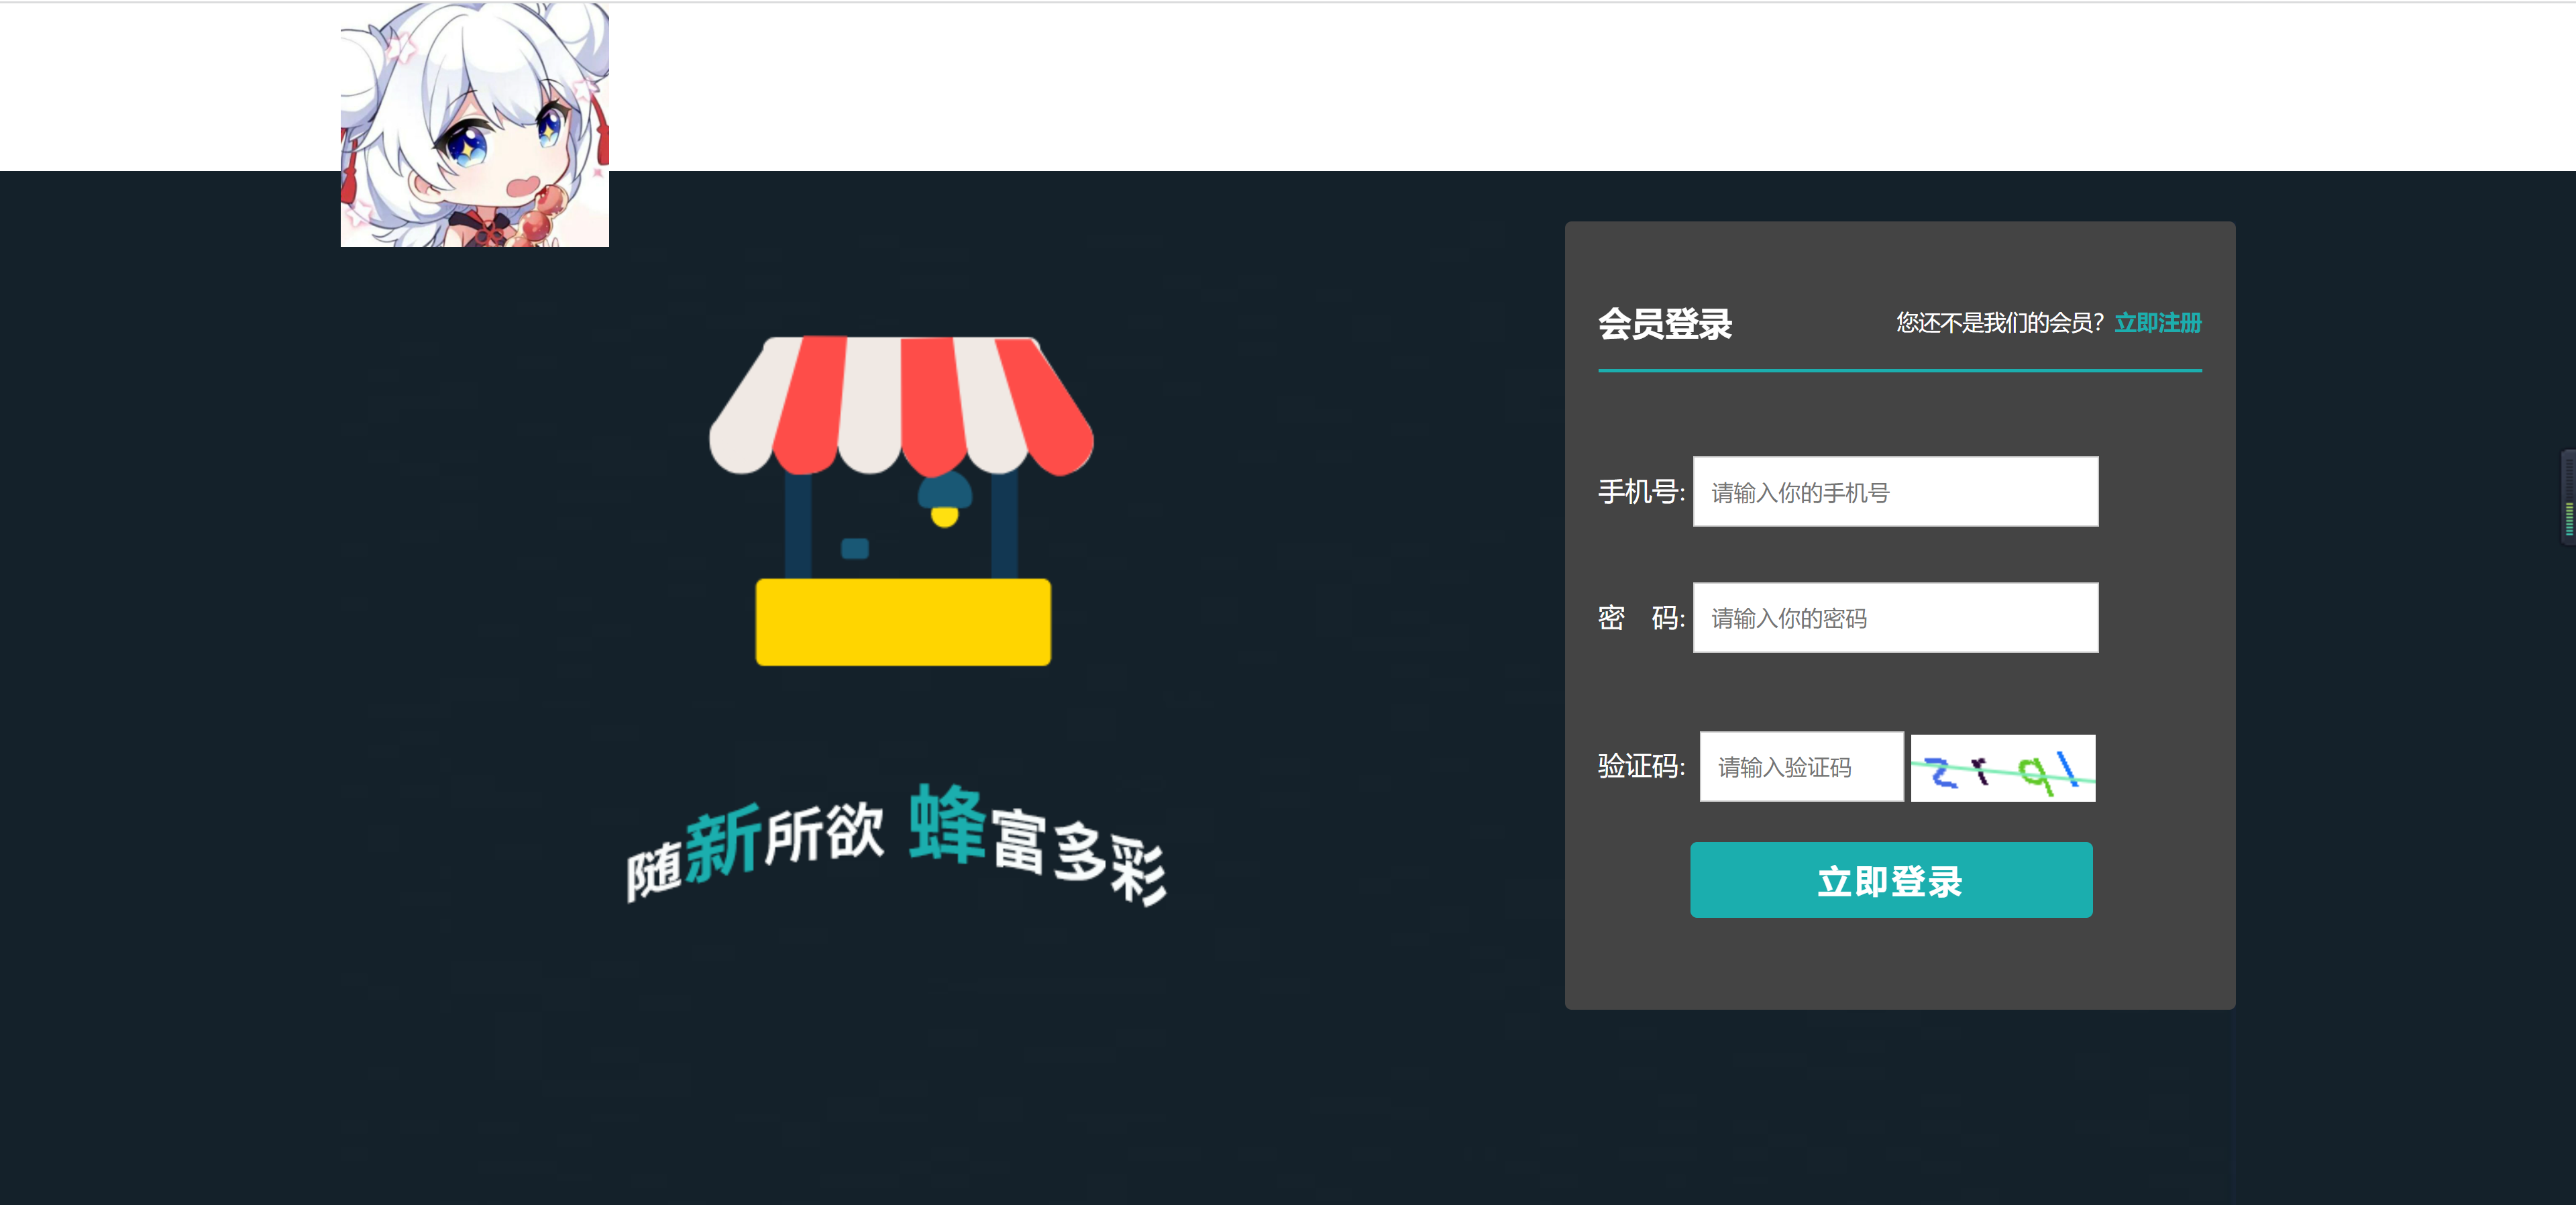 会员登录
您还不是我们的会员？立即注册
手机号：
请输入你的手机号
密 码：
请输入你的密码
随新所欲 蜂富多彩
验证码：
请输入验证码
zrql
立即登录